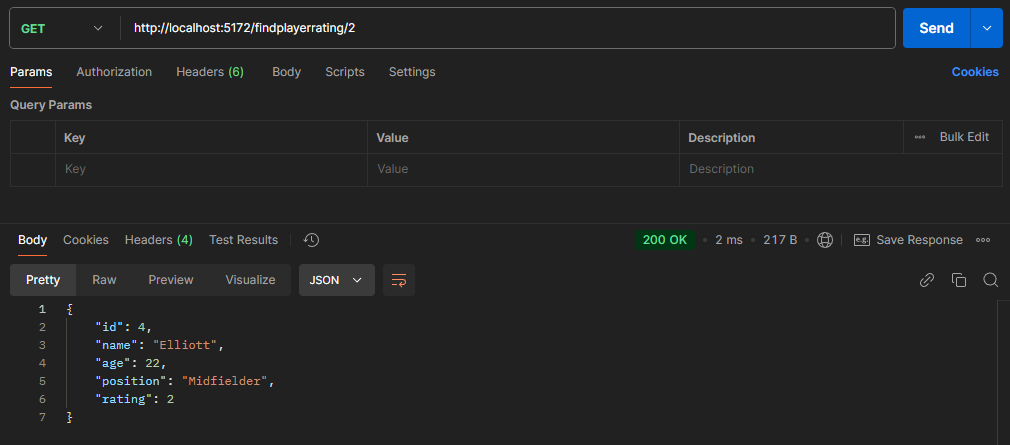 GET http://localhost:5172/findplayerrating/2 Send
Params Authorization Headers (6) Body Scripts Settings Cookies
Query Params
Key Value Description ••• Bulk Edit
Key Value Description
Body Cookies Headers (4) Test Results 200 OK • 2 ms • 217 B • e.g. Save Response •••
Pretty Raw Preview Visualize JSON
1 {
2 "id": 4,
3 "name": "Elliott",
4 "age": 22,
5 "position": "Midfielder",
6 "rating": 2
7 }